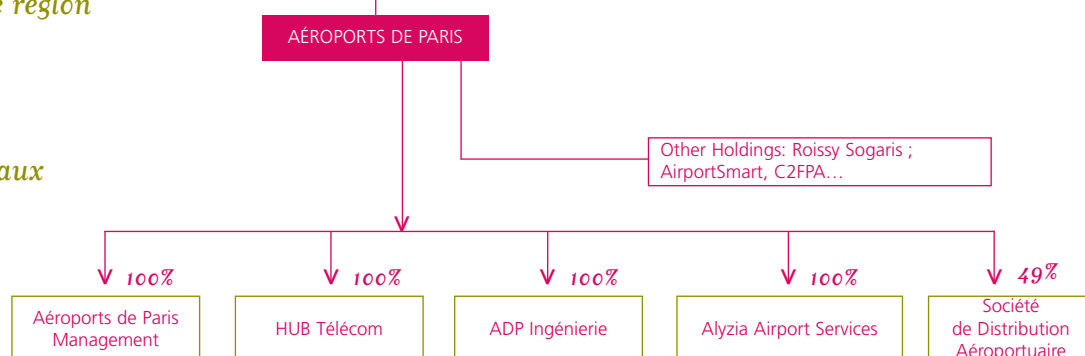 e région
AÉROPORTS DE PARIS
Other Holdings: Roissy Sogaris ;
AirportSmart, C2FPA…
aux
100%
100%
100%
100%
49%
Aéroports de Paris
Management
HUB Télécom
ADP Ingénierie
Alyzia Airport Services
Société
de Distribution
Aéroportuaire